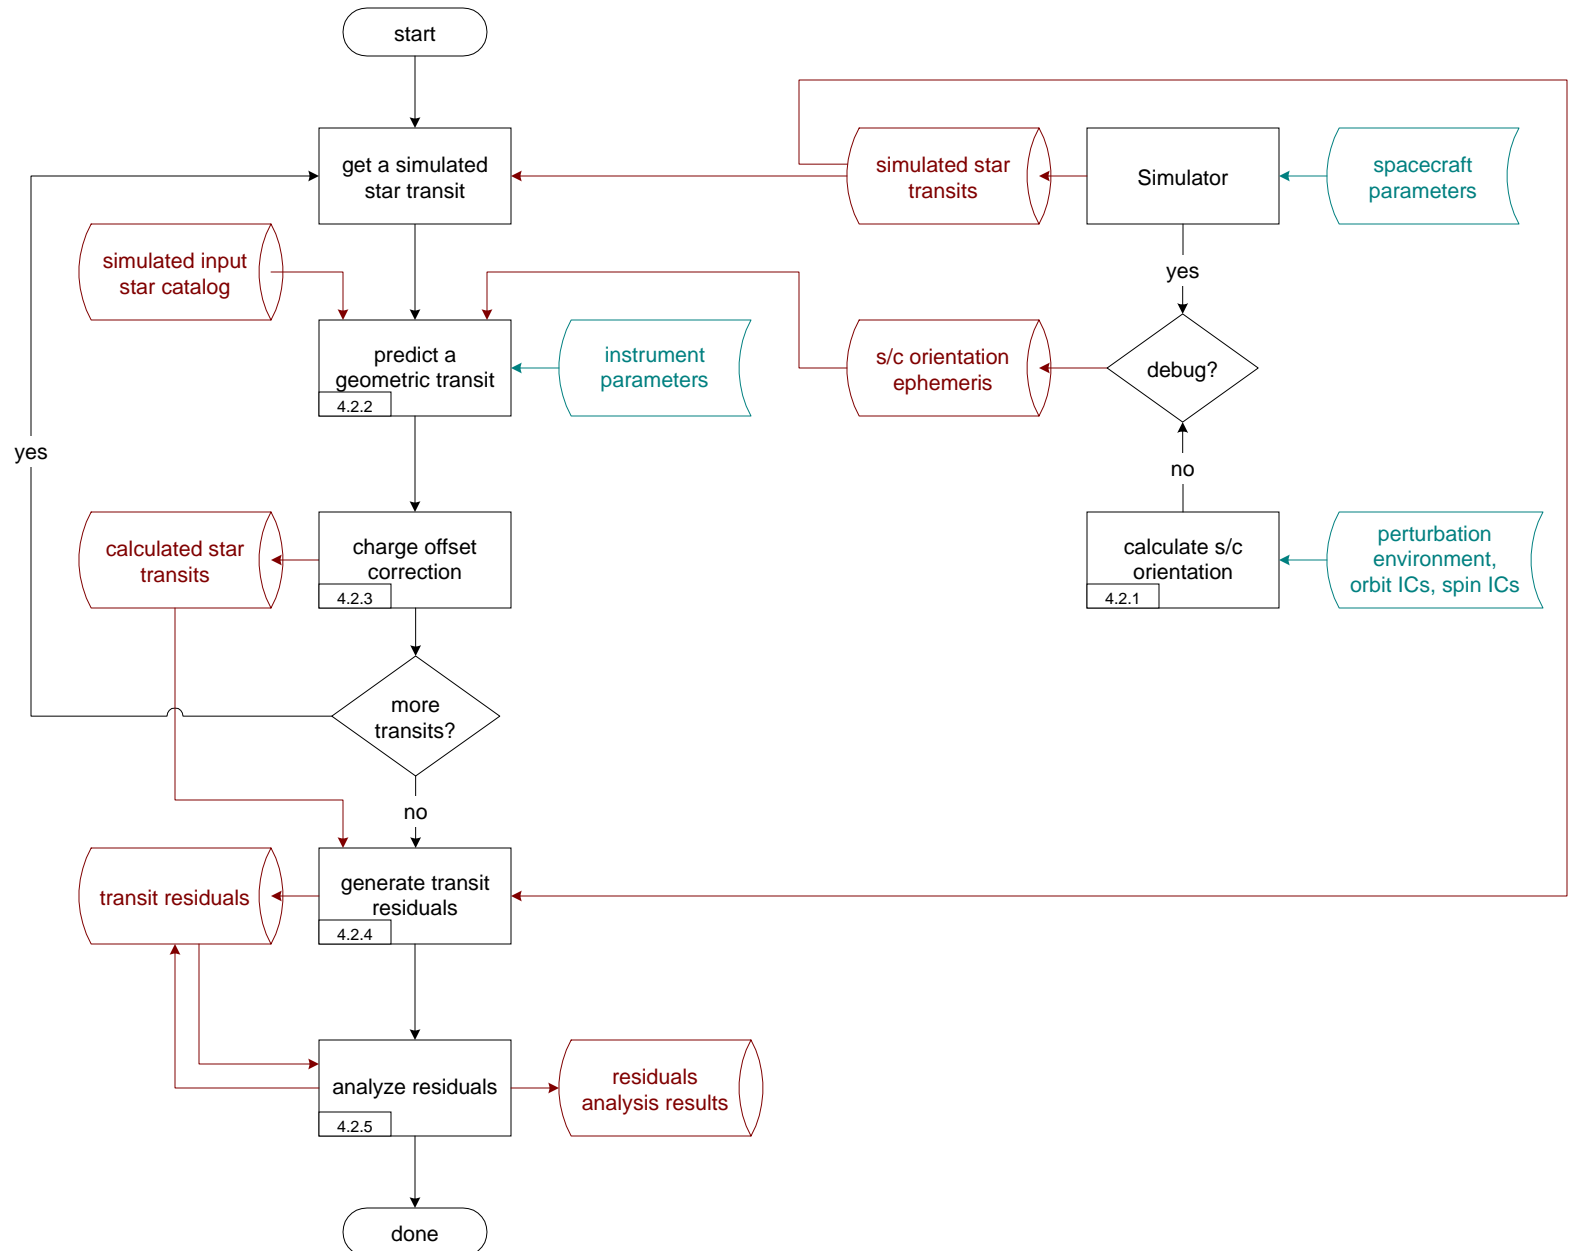 start
get a simulated
star transit
simulated star
transits
Simulator
spacecraft
parameters
simulated input
star catalog
yes
predict a
geometric transit
4.2.2
instrument
parameters
s/c orientation
ephemeris
debug?
yes
no
calculated star
transits
charge offset
correction
4.2.3
calculate s/c
orientation
4.2.1
perturbation
environment,
orbit ICs, spin ICs
more
transits?
no
transit residuals
generate transit
residuals
4.2.4
analyze residuals
4.2.5
residuals
analysis results
done